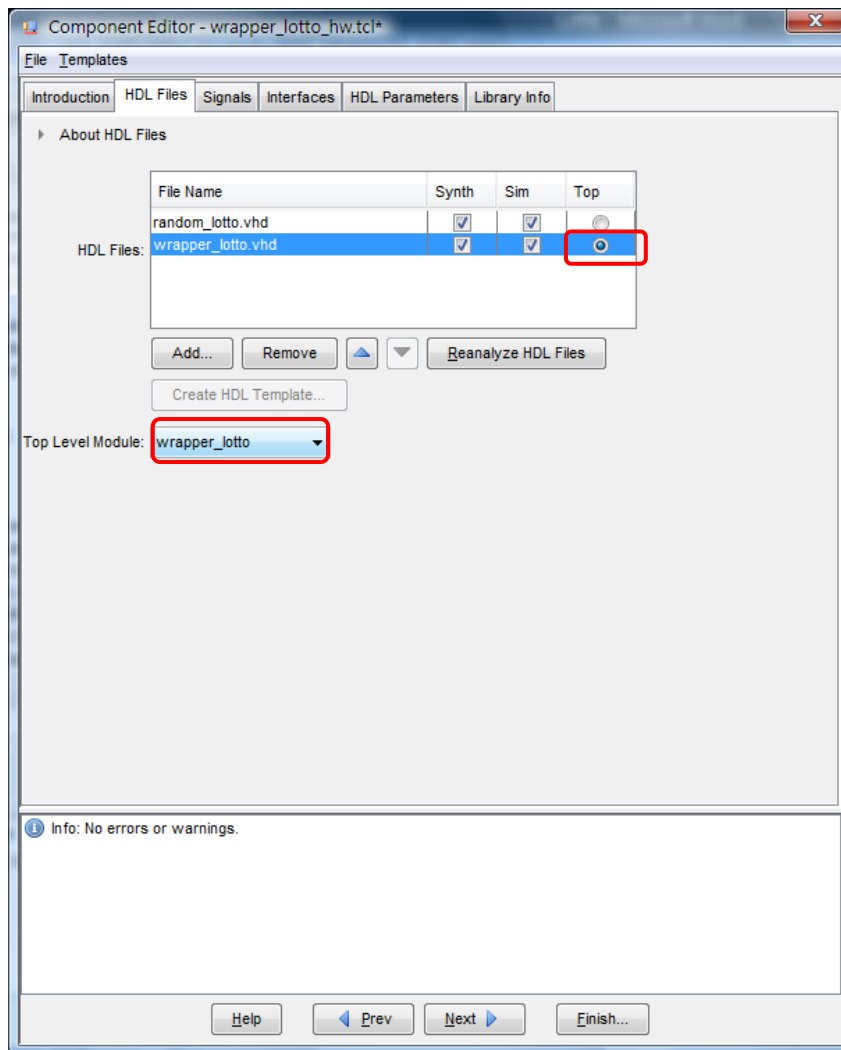 Component Editor - wrapper_lotto_hw.tcl*
File Templates
Introduction HDL Files Signals Interfaces HDL Parameters Library Info
About HDL Files
File Name Synth Sim Top
random_lotto.vhd
HDL Files: wrapper_lotto.vhd
Add... Remove Reanalyze HDL Files
Create HDL Template...
Top Level Module: wrapper_lotto
Info: No errors or warnings.
Help Prev Next Finish...